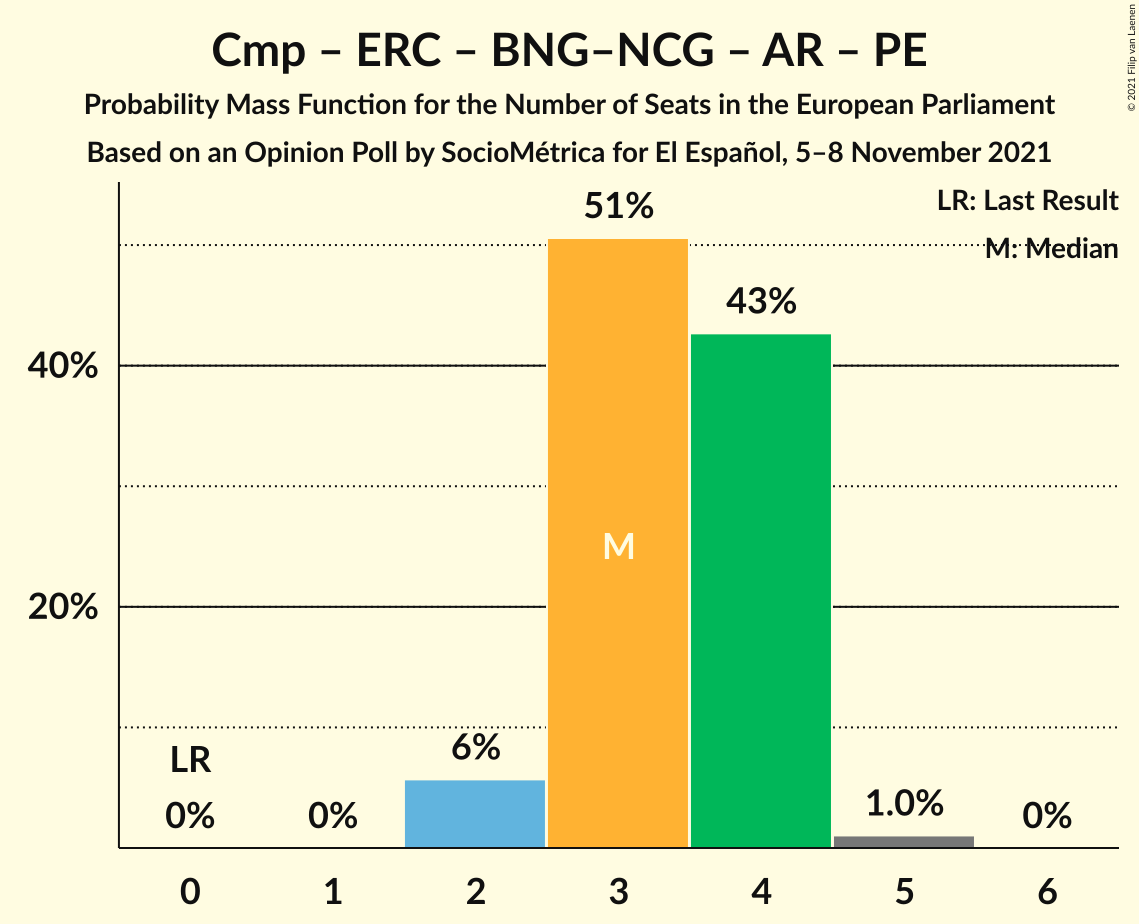 Cmp – ERC – BNG–NCG – AR – PE
Probability Mass Function for the Number of Seats in the European Parliament
Based on an Opinion Poll by SocioMétrica for El Español, 5–8 November 2021
© 2021 Filip van Laenen
LR: Last Result
M: Median
51%
43%
40%
M
20%
6%
LR
1.0%
0%
0%
0%
0
1
2
3
4
5
6